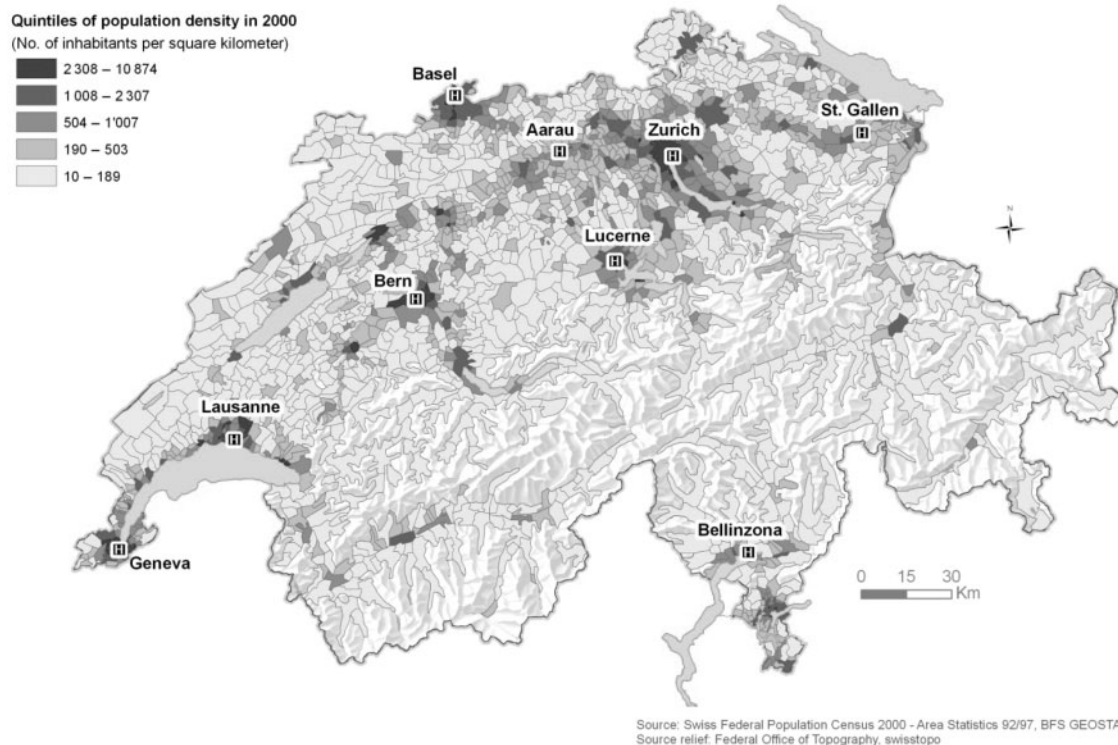 Quintiles of population density in 2000
(No. of inhabitants per square kilometer)
2 308 – 10 874
1 008 – 2 307
504 – 1'007
190 – 503
10 – 189
Basel
H
Aarau
H
Zurich
H
St. Gallen
H
N
Lucerne
H
Bern
H
Lausanne
H
Geneva
H
Bellinzona
H
0 15 30
Km
Source: Swiss Federal Population Census 2000 - Area Statistics 92/97, BFS GEOSTA
Source relief: Federal Office of Topography, swisstopo